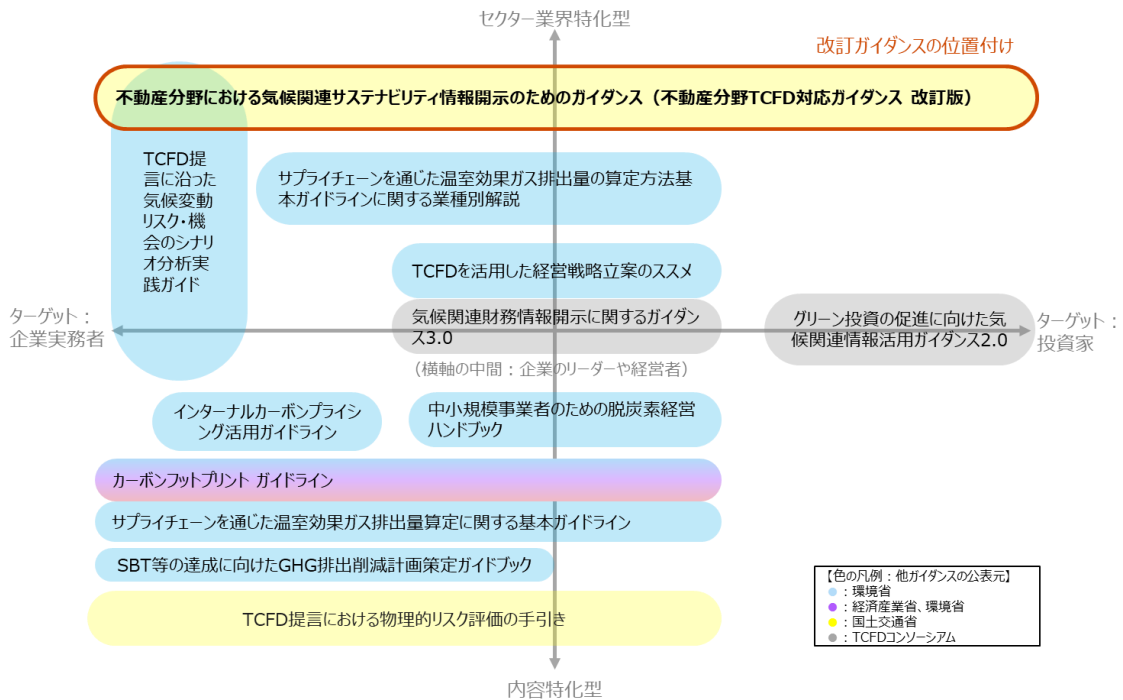 セクター業界特化型
改訂ガイダンスの位置付け
不動産分野における気候関連サステナビリティ情報開示のためのガイダンス（不動産分野TCFD対応ガイダンス 改訂版）
TCFD提
言に沿った
気候変動
リスク・機
会のシナリ
オ分析実
践ガイド
サプライチェーンを通じた温室効果ガス排出量の算定方法基
本ガイドラインに関する業種別解説
TCFDを活用した経営戦略立案のススメ
ターゲット：
企業実務者
気候関連財務情報開示に関するガイダン
ス3.0
グリーン投資の促進に向けた気
候関連情報活用ガイダンス2.0
ターゲット：
投資家
（横軸の中間：企業のリーダーや経営者）
インターナルカーボンプライシ
ング活用ガイドライン
中小規模事業者のための脱炭素経営
ハンドブック
カーボンフットプリント ガイドライン
サプライチェーンを通じた温室効果ガス排出量算定に関する基本ガイドライン
SBT等の達成に向けたGHG排出削減計画策定ガイドブック
TCFD提言における物理的リスク評価の手引き
【色の凡例：他ガイダンスの公表元】
：環境省
：経済産業省、環境省
：国土交通省
：TCFDコンソーシアム
内容特化型